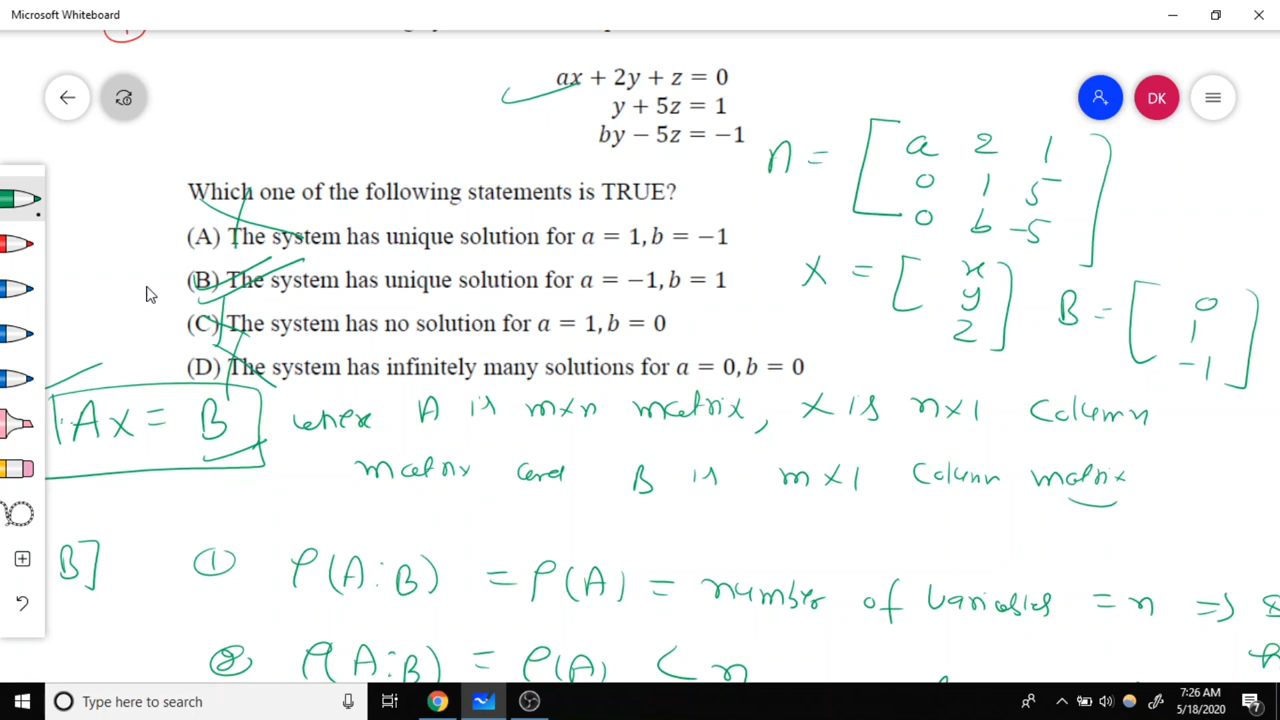 Microsoft Whiteboard
ax + 2y + z = 0
y + 5z = 1
by − 5z = −1
DK
Which one of the following statements is TRUE?
(A) The system has unique solution for a = 1, b = −1
(B) The system has unique solution for a = −1, b = 1
(C) The system has no solution for a = 1, b = 0
(D) The system has infinitely many solutions for a = 0, b = 0
n = [ a 2 1
0 1 5
0 b -5 ]
X = [ x
y
z ]
B = [ 0
1
-1 ]
AX = B where A is m×n matrix, X is n×1 Column
matrix and B is m×1 Column matrix
B] ① ρ(A:B) = ρ(A) = number of variables = n ⇒
② ρ(A:B) = ρ(A) < n
Type here to search
7:26 AM
5/18/2020
7